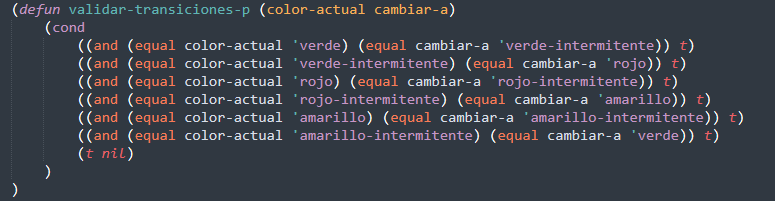 (defun validar-transiciones-p (color-actual cambiar-a)
    (cond
        ((and (equal color-actual 'verde) (equal cambiar-a 'verde-intermitente)) t)
        ((and (equal color-actual 'verde-intermitente) (equal cambiar-a 'rojo)) t)
        ((and (equal color-actual 'rojo) (equal cambiar-a 'rojo-intermitente)) t)
        ((and (equal color-actual 'rojo-intermitente) (equal cambiar-a 'amarillo)) t)
        ((and (equal color-actual 'amarillo) (equal cambiar-a 'amarillo-intermitente)) t)
        ((and (equal color-actual 'amarillo-intermitente) (equal cambiar-a 'verde)) t)
        (t nil)
    )
)